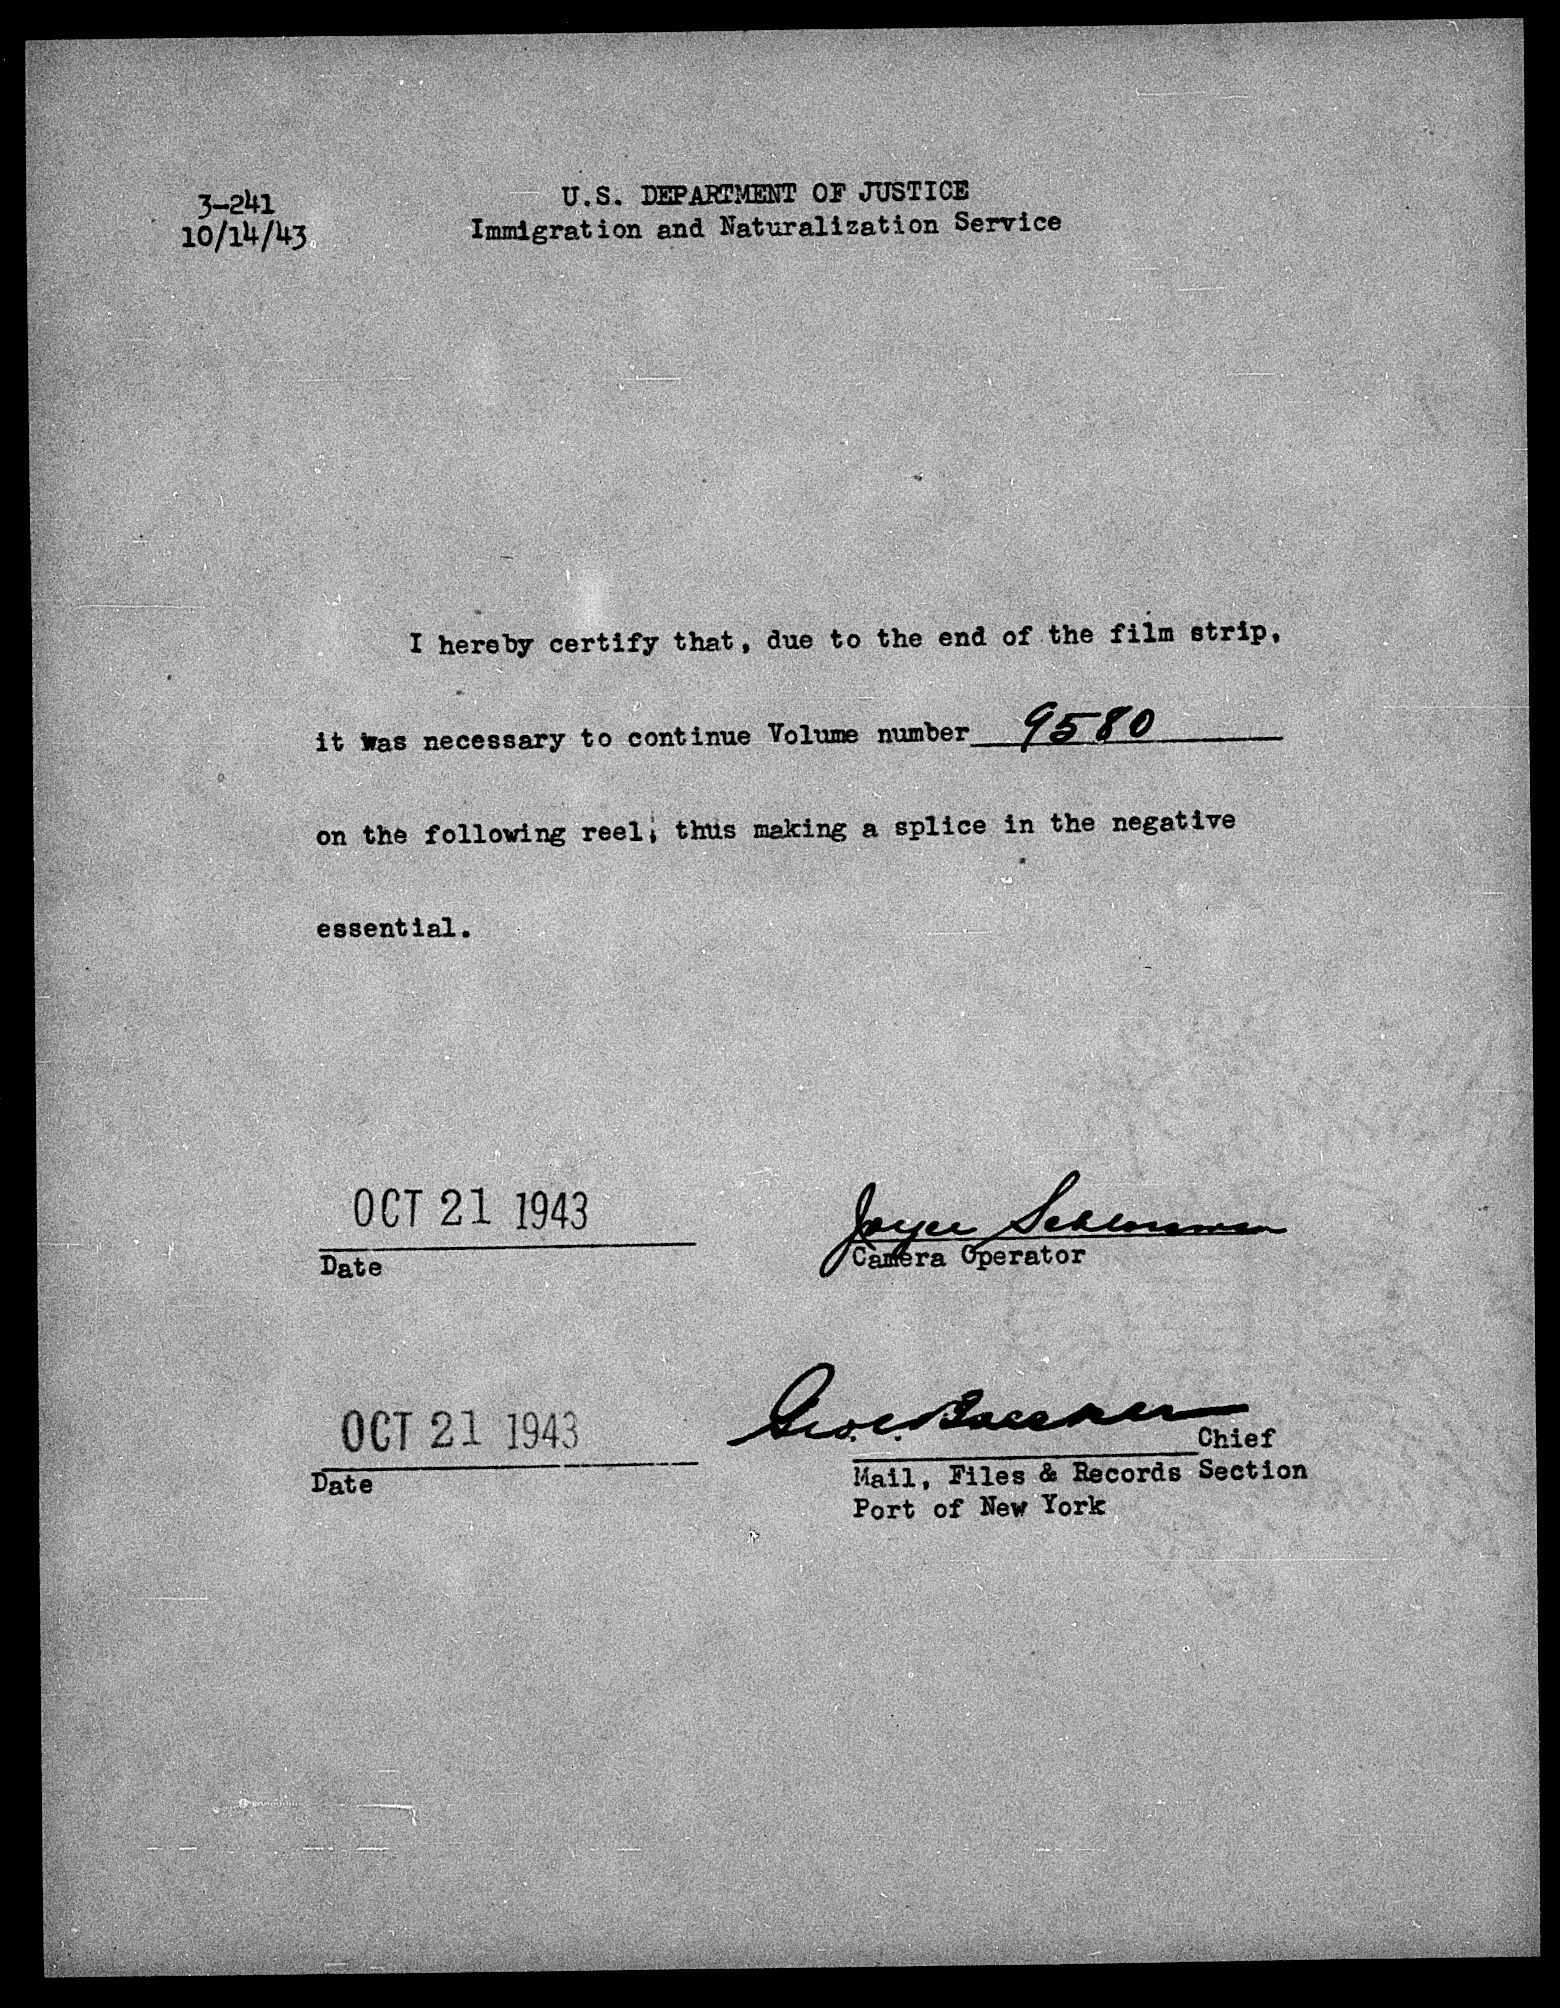 3-241
10/14/43
U.S. DEPARTMENT OF JUSTICE
Immigration and Naturalization Service
I hereby certify that, due to the end of the film strip,
it was necessary to continue Volume number 9580
on the following reel; thus making a splice in the negative
essential.
OCT 21 1943
Date
Joyce Schlossman
Camera Operator
OCT 21 1943
Date
Geo. C.
Chief
Mail, Files & Records Section
Port of New York